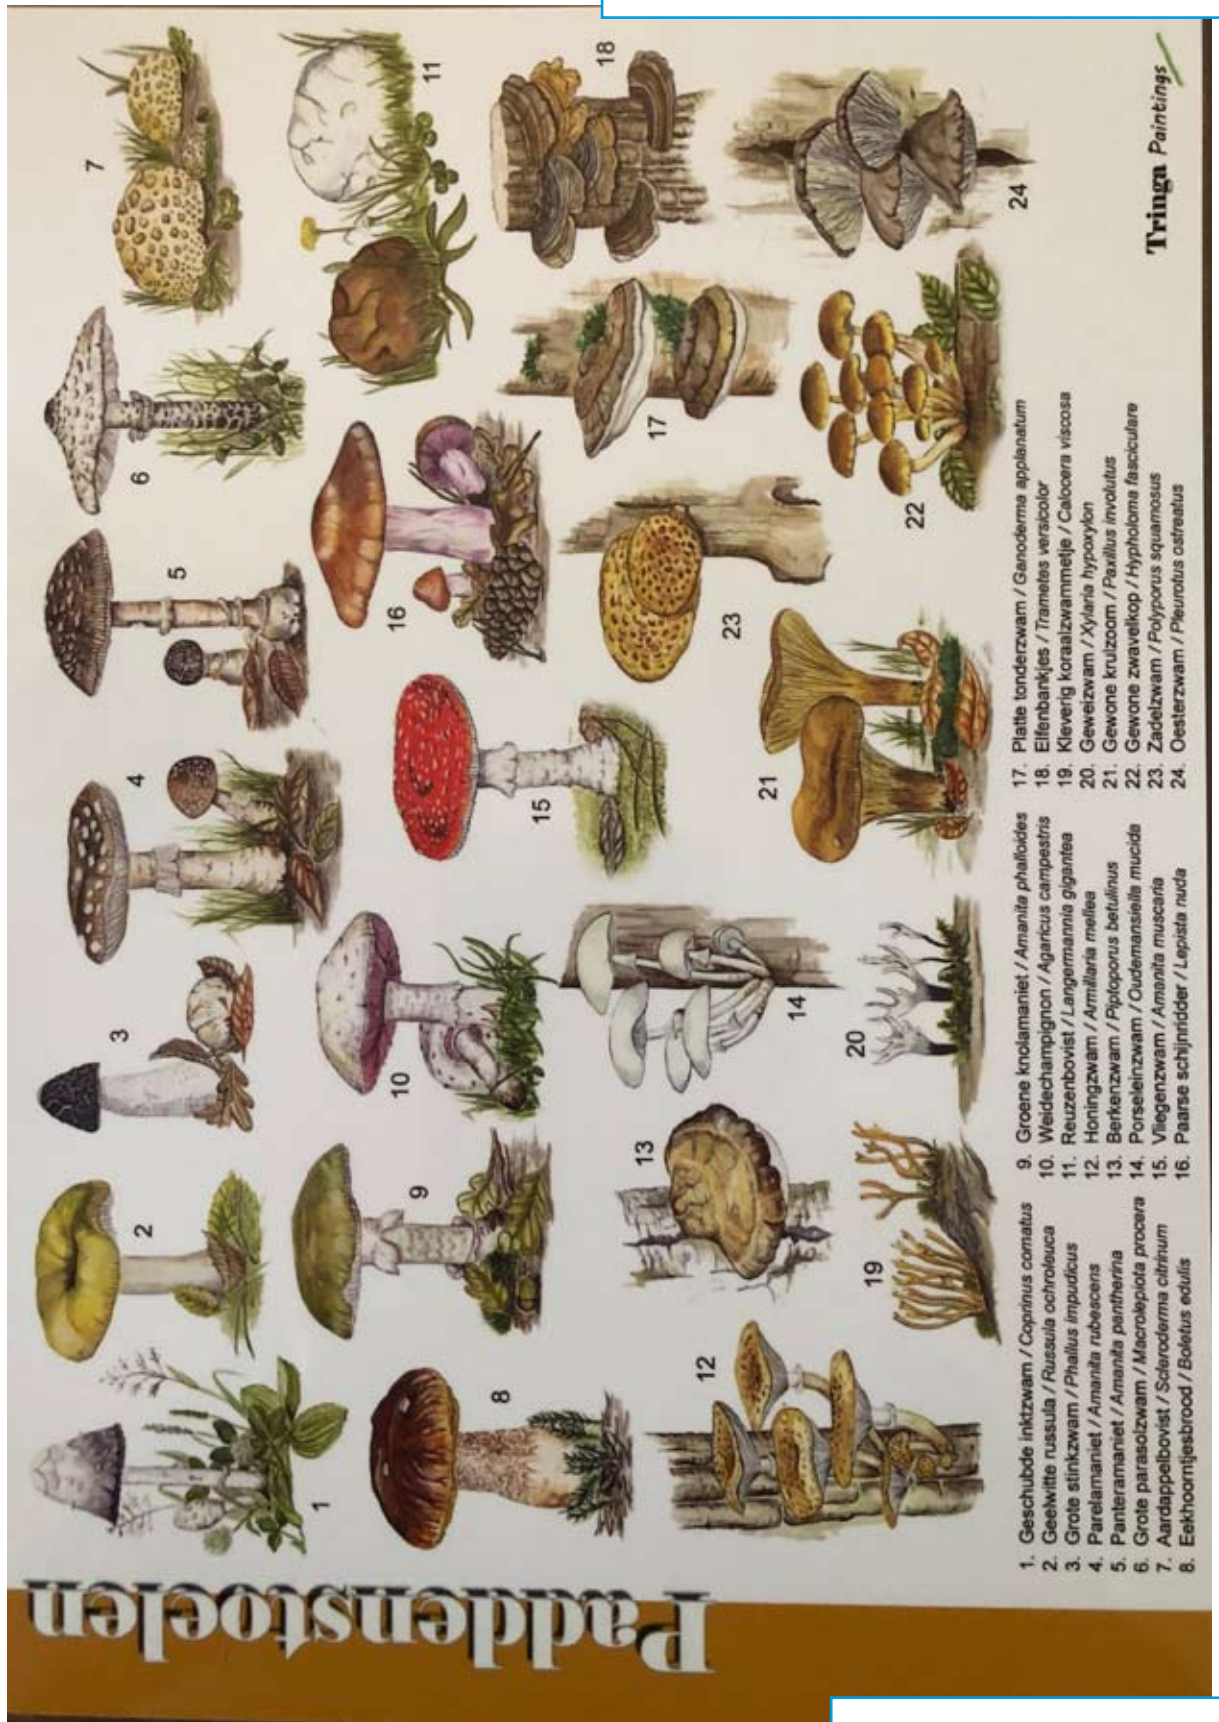 Paddenstoelen
1
2
3
4
5
6
7
8
9
10
15
16
11
12
13
14
23
17
18
19
20
21
22
24
1. Geschubde inktzwam / Coprinus comatus
2. Geelwitte russula / Russula ochroleuca
3. Grote stinkzwam / Phallus impudicus
4. Parelamaniet / Amanita rubescens
5. Panteramaniet / Amanita pantherina
6. Grote parasolzwam / Macrolepiota procera
7. Aardappelbovist / Scleroderma citrinum
8. Eekhoorntjesbrood / Boletus edulis
9. Groene knolamaniet / Amanita phalloides
10. Weidechampignon / Agaricus campestris
11. Reuzenbovist / Langermannia gigantea
12. Honingzwam / Armillaria mellea
13. Berkenzwam / Piptoporus betulinus
14. Porseleinzwam / Oudemansiella mucida
15. Vliegenzwam / Amanita muscaria
16. Paarse schijnridder / Lepista nuda
17. Platte tonderzwam / Ganoderma applanatum
18. Elfenbankjes / Trametes versicolor
19. Kleverig koraalzwammetje / Calocera viscosa
20. Geweizwam / Xylaria hypoxylon
21. Gewone krulzoom / Paxillus involutus
22. Gewone zwavelkop / Hypholoma fasciculare
23. Zadelzwam / Polyporus squamosus
24. Oesterzwam / Pleurotus ostreatus
Tringa Paintings